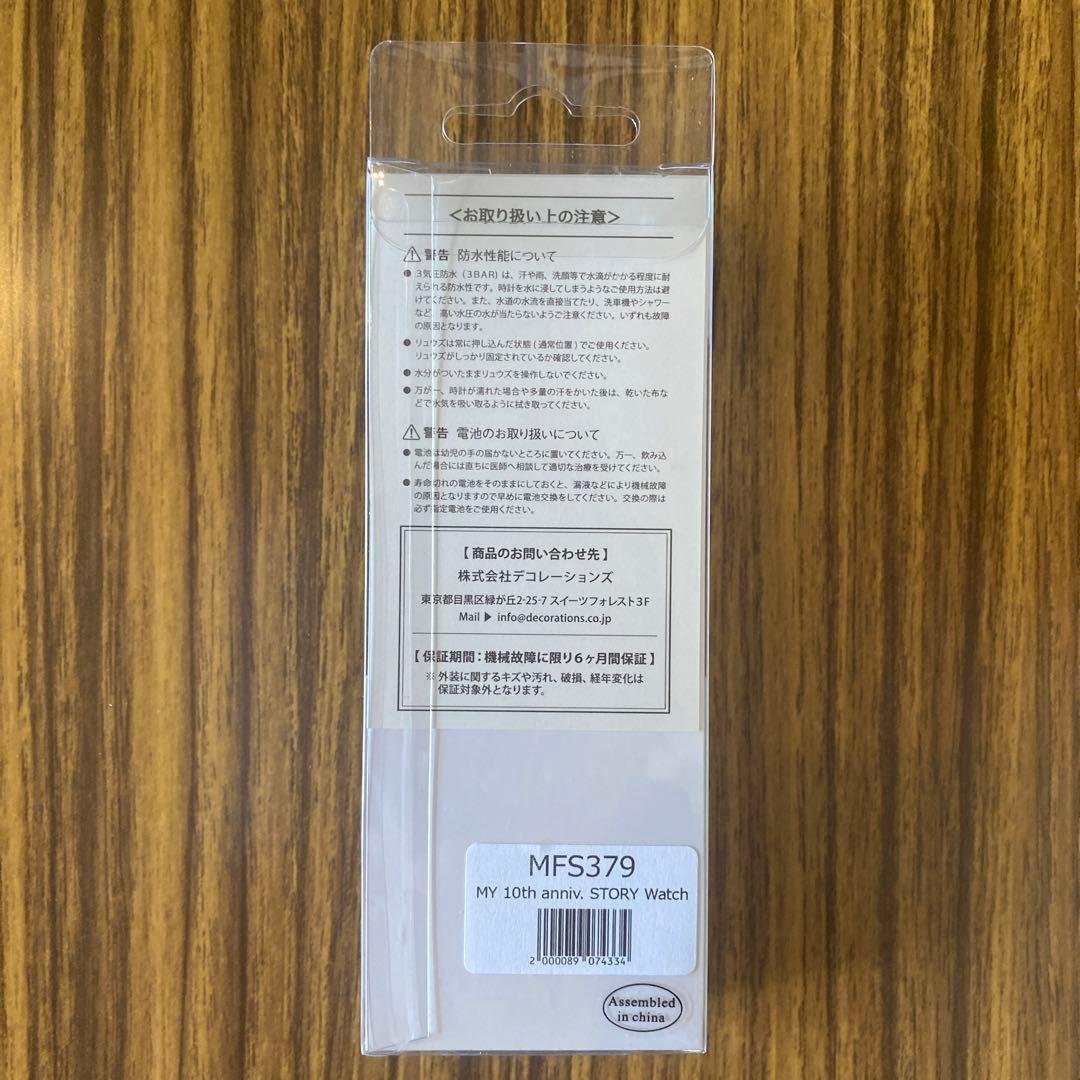 ＜お取り扱い上の注意＞
警告 防水性能について
● 3気圧防水（3BAR）は、汗や雨、洗顔等で水滴がかかる程度に耐
えられる防水性です。時計を水に浸してしまうようなご使用方法は避
けてください。また、水道の水流を直接当てたり、洗車機やシャワー
など、高い水圧の水が当たらないようご注意ください。いずれも故障
の原因となります。
● リュウズは常に押し込んだ状態（通常位置）でご使用ください。
リュウズがしっかり固定されているか確認してください。
● 水分がついたままリュウズを操作しないでください。
● 万が一、時計が濡れた場合や多量の汗をかいた後は、乾いた布な
どで水気を吸い取るように拭き取ってください。
警告 電池のお取り扱いについて
● 電池は幼児の手の届かないところに置いてください。万一、飲み込
んだ場合には直ちに医師へ相談して適切な治療を受けてください。
● 寿命切れの電池をそのままにしておくと、漏液などにより機械故障
の原因となりますので早めに電池交換をしてください。交換の際は
必ず指定電池をご使用ください。
【 商品のお問い合わせ先 】
株式会社デコレーションズ
東京都目黒区緑が丘2-25-7 スイーツフォレスト3F
Mail ▶ info@decorations.co.jp
【 保証期間：機械故障に限り6ヶ月間保証 】
※ 外装に関するキズや汚れ、破損、経年変化は
保証対象外となります。
MFS379
MY 10th anniv. STORY Watch
2 000089 074334
Assembled
in china